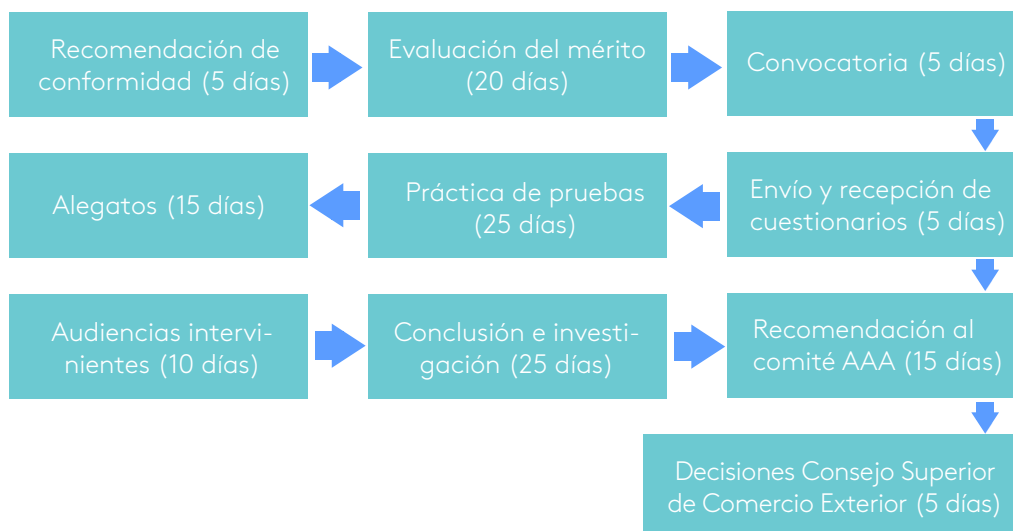 Recomendación de
conformidad (5 días)
Evaluación del mérito
(20 días)
Convocatoria (5 días)
Envío y recepción de
cuestionarios (5 días)
Práctica de pruebas
(25 días)
Alegatos (15 días)
Audiencias intervi-
nientes (10 días)
Conclusión e investi-
gación (25 días)
Recomendación al
comité AAA (15 días)
Decisiones Consejo Superior
de Comercio Exterior (5 días)